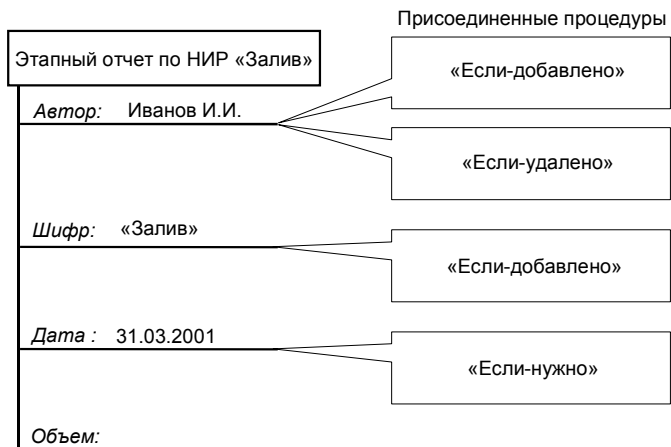 Присоединенные процедуры
Этапный отчет по НИР «Залив»
«Если-добавлено»
Автор: Иванов И.И.
«Если-удалено»
Шифр: «Залив»
«Если-добавлено»
Дата : 31.03.2001
«Если-нужно»
Объем: